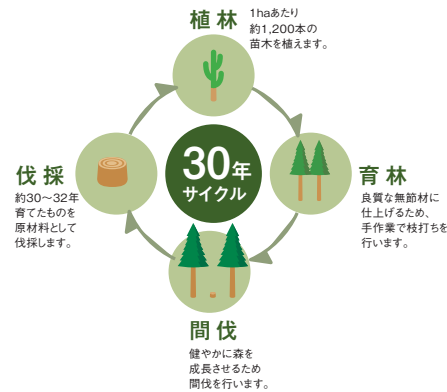 植林
1haあたり
約1,200本の
苗木を植えます。
育林
良質な無節材に
仕上げるため、
手作業で枝打ちを
行います。
間伐
健やかに森を
成長させるため
間伐を行います。
伐採
約30〜32年
育てたものを
原材料として
伐採します。
30年
サイクル